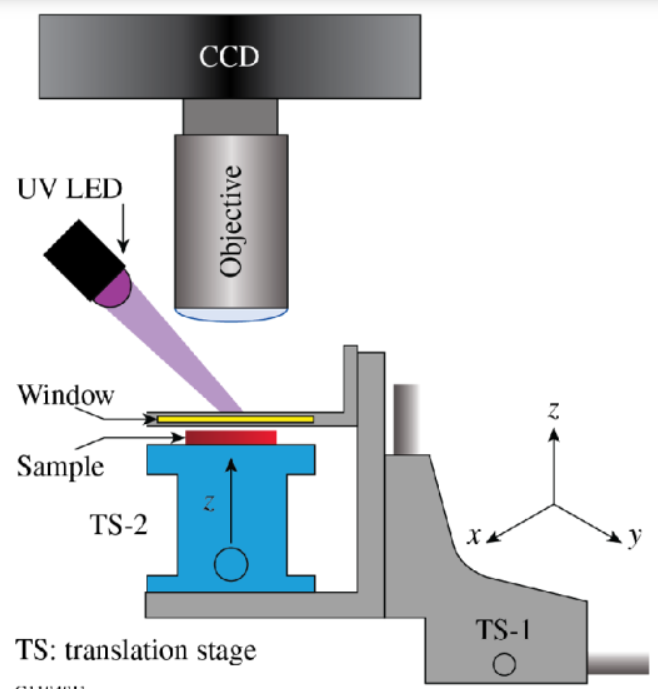 CCD
Objective
UV LED
Window
Sample
z
TS-2
z
x
y
TS-1
TS: translation stage